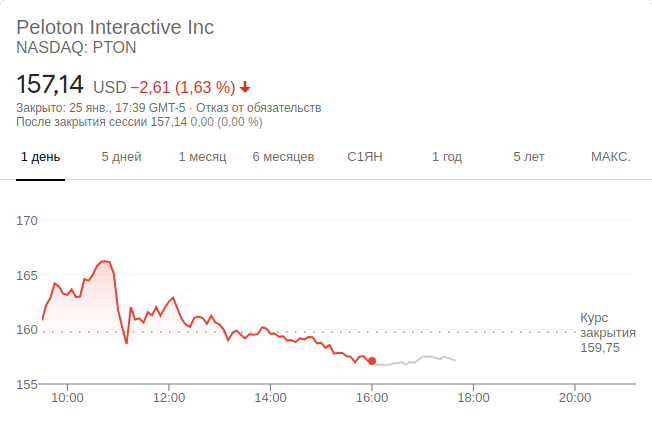 Peloton Interactive Inc
NASDAQ: PTON
157,14 USD −2,61 (1,63 %)
Закрыто: 25 янв., 17:39 GMT-5 · Отказ от обязательств
После закрытия сессии 157,14 0,00 (0,00 %)
1 день 5 дней 1 месяц 6 месяцев С1ЯН 1 год 5 лет МАКС.
170
165
160
155
Курс
закрытия
159,75
10:00 12:00 14:00 16:00 18:00 20:00